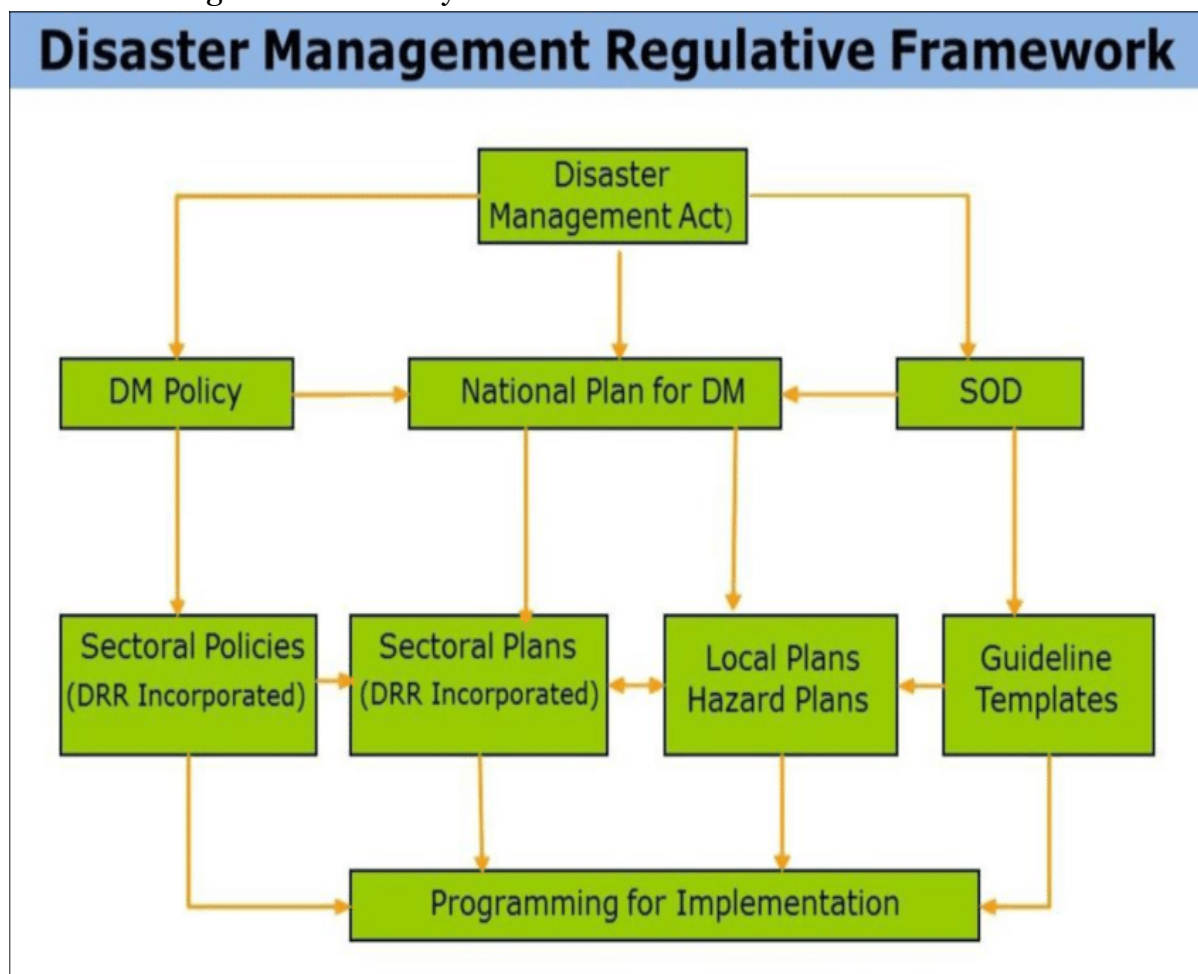 Disaster Management Regulative Framework
Disaster
Management Act)
DM Policy
National Plan for DM
SOD
Sectoral Policies
(DRR Incorporated)
Sectoral Plans
(DRR Incorporated)
Local Plans
Hazard Plans
Guideline
Templates
Programming for Implementation